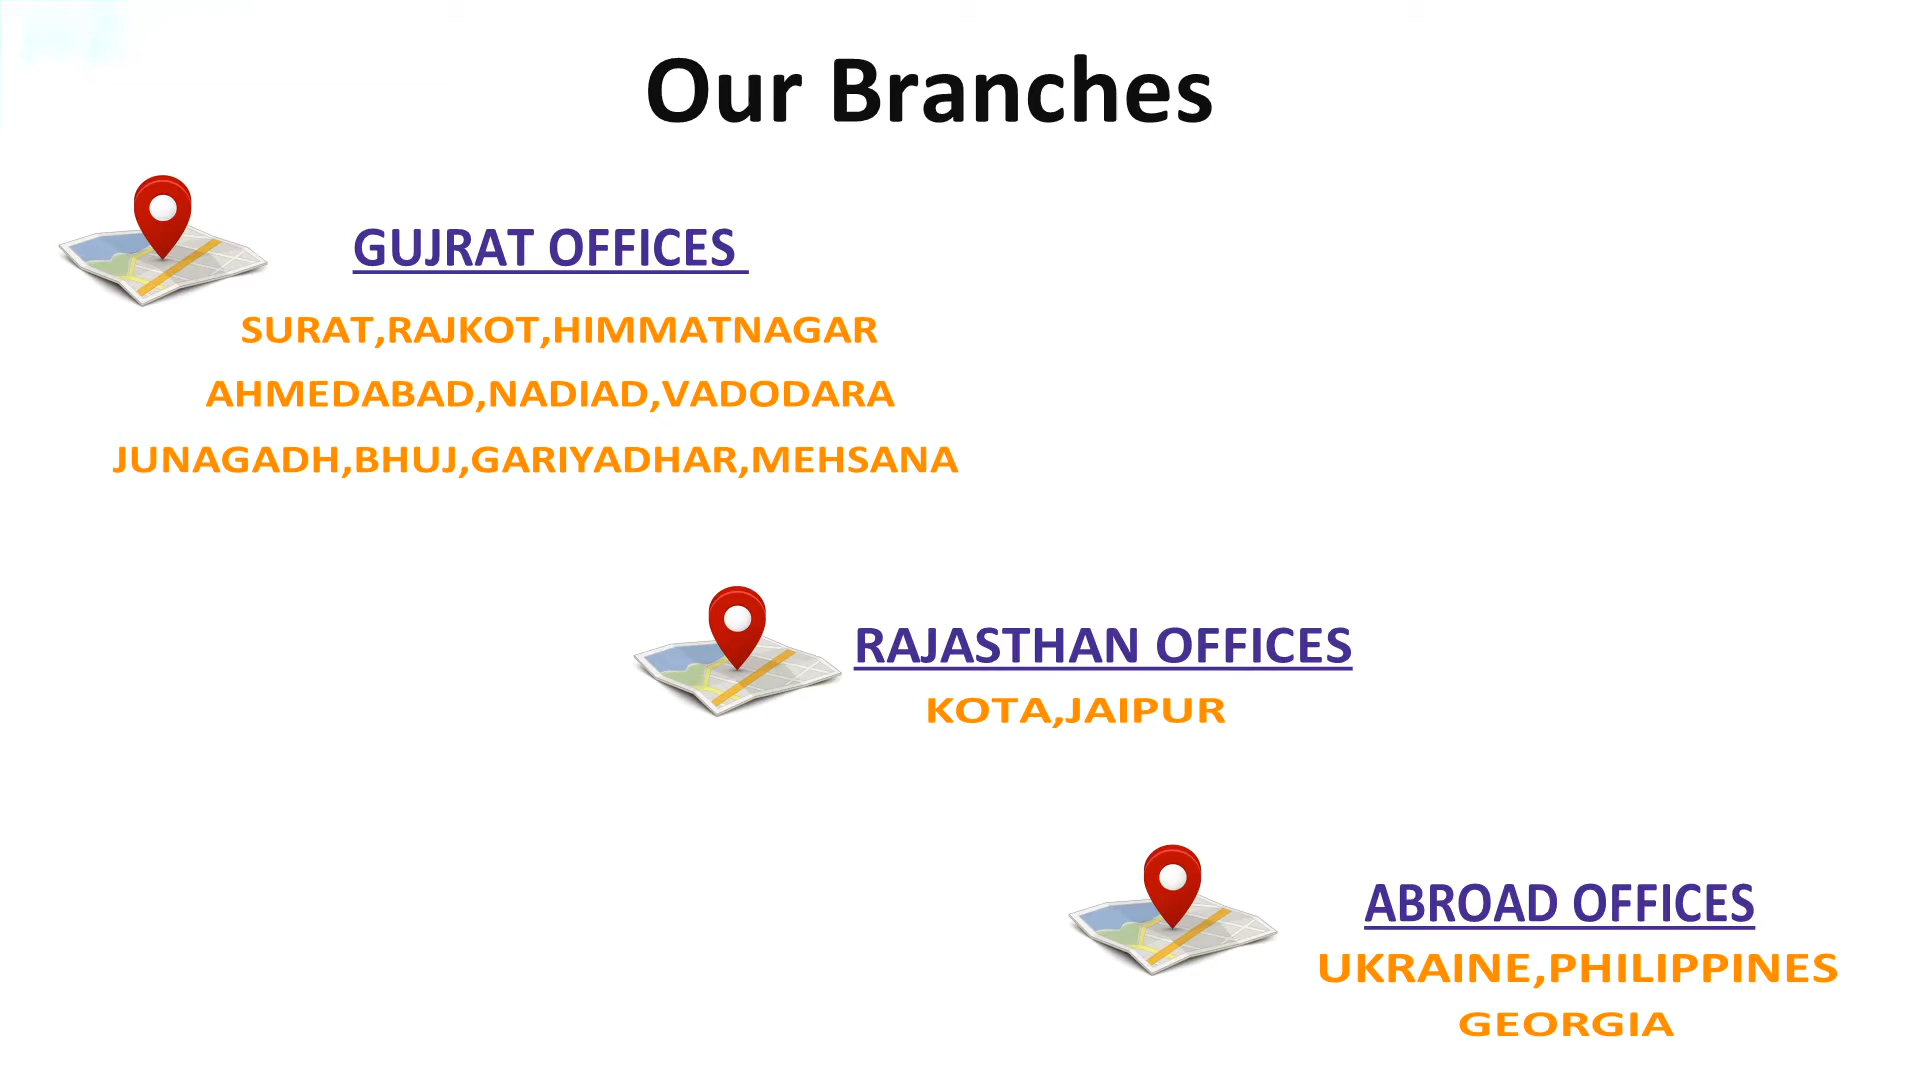 Our Branches
GUJRAT OFFICES
SURAT,RAJKOT,HIMMATNAGAR
AHMEDABAD,NADIAD,VADODARA
JUNAGADH,BHUJ,GARIYADHAR,MEHSANA
RAJASTHAN OFFICES
KOTA,JAIPUR
ABROAD OFFICES
UKRAINE,PHILIPPINES
GEORGIA